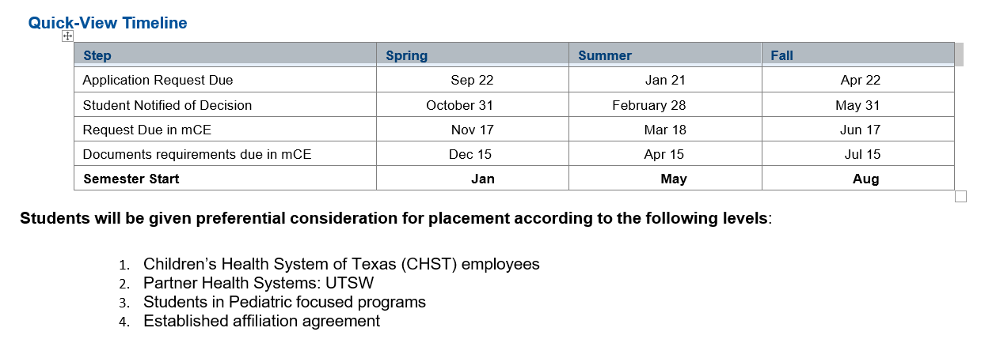 Quick-View Timeline
Step Spring Summer Fall
Application Request Due Sep 22 Jan 21 Apr 22
Student Notified of Decision October 31 February 28 May 31
Request Due in mCE Nov 17 Mar 18 Jun 17
Documents requirements due in mCE Dec 15 Apr 15 Jul 15
Semester Start Jan May Aug
Students will be given preferential consideration for placement according to the following levels:
1. Children’s Health System of Texas (CHST) employees
2. Partner Health Systems: UTSW
3. Students in Pediatric focused programs
4. Established affiliation agreement